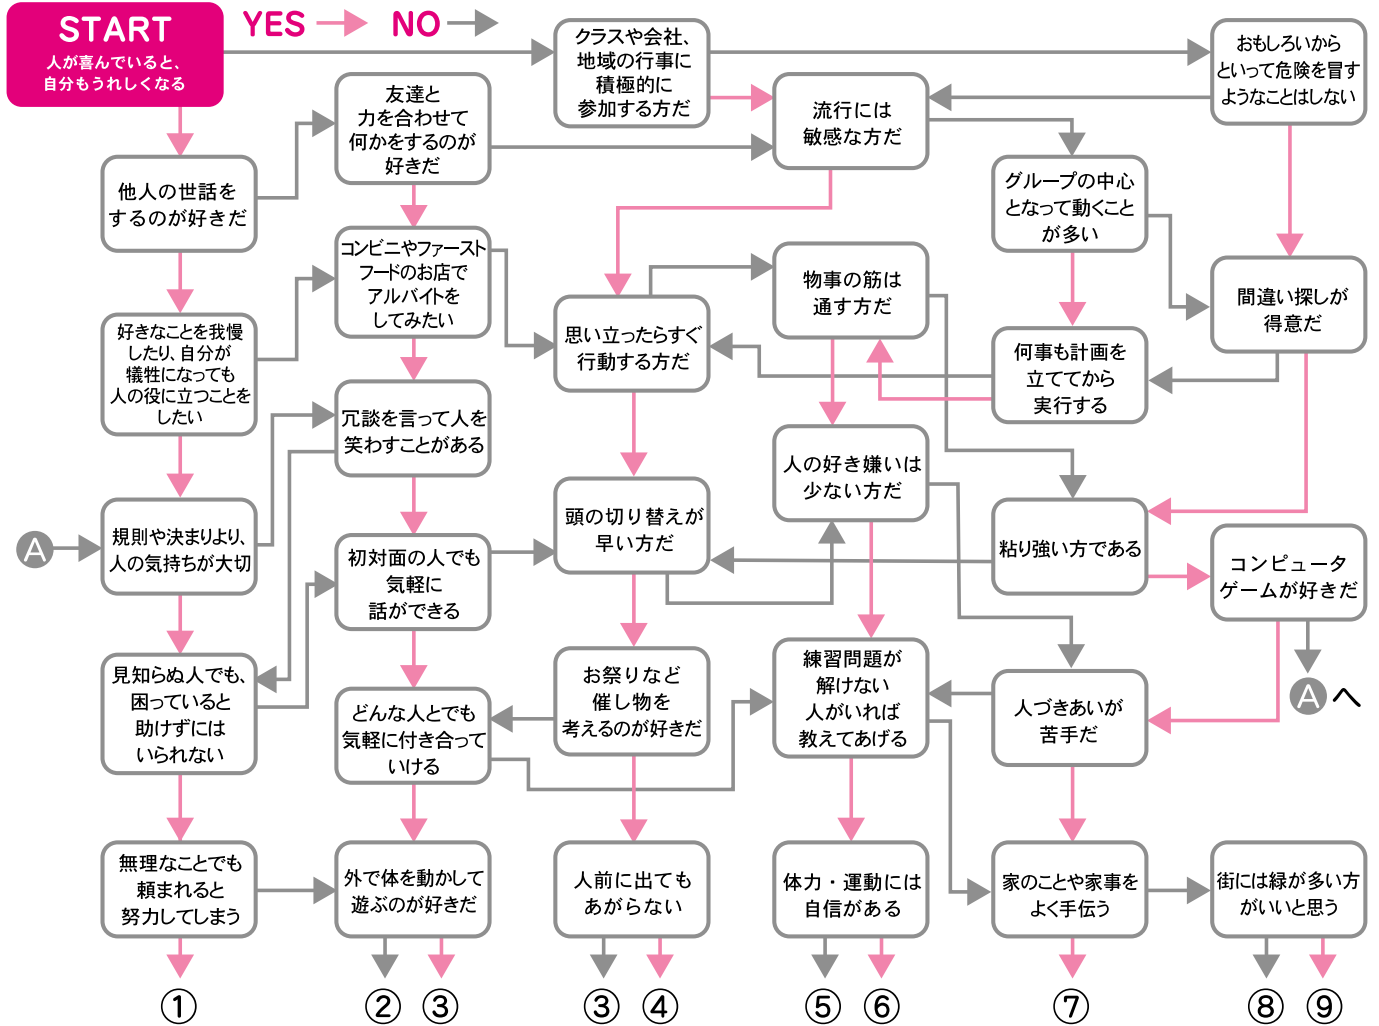 START
人が喜んでいると、
自分もうれしくなる
YES
NO
クラスや会社、
地域の行事に
積極的に
参加する方だ
おもしろいから
といって危険を冒す
ようなことはしない
友達と
力を合わせて
何かをするのが
好きだ
流行には
敏感な方だ
他人の世話を
するのが好きだ
グループの中心
となって動くこと
が多い
コンビニやファースト
フードのお店で
アルバイトを
してみたい
物事の筋は
通す方だ
間違い探しが
得意だ
好きなことを我慢
したり、自分が
犠牲になっても
人の役に立つことを
したい
思い立ったらすぐ
行動する方だ
何事も計画を
立ててから
実行する
冗談を言って人を
笑わすことがある
人の好き嫌いは
少ない方だ
A
規則や決まりより、
人の気持ちが大切
頭の切り替えが
早い方だ
粘り強い方である
コンピュータ
ゲームが好きだ
初対面の人でも
気軽に
話ができる
見知らぬ人でも、
困っていると
助けずには
いられない
お祭りなど
催し物を
考えるのが好きだ
練習問題が
解けない
人がいれば
教えてあげる
人づきあいが
苦手だ
Aへ
どんな人とでも
気軽に付き合って
いける
無理なことでも
頼まれると
努力してしまう
外で体を動かして
遊ぶのが好きだ
人前に出ても
あがらない
体力・運動には
自信がある
家のことや家事を
よく手伝う
街には緑が多い方
がいいと思う
①
②
③
③
④
⑤
⑥
⑦
⑧
⑨